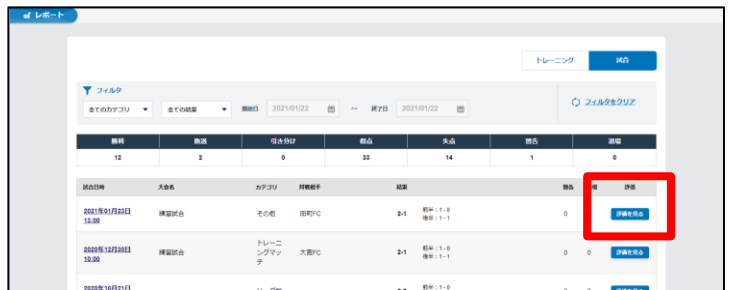 レポート
トレーニング 試合
フィルタ
全てのカテゴリ 全ての結果 開始日 2021/01/22 ～ 終了日 2021/01/22 フィルタをクリア
勝利 敗退 引き分け 得点 失点 警告 退場
12 2 0 33 14 1 0
試合日時 大会名 カテゴリ 対戦相手 結果 警告 評価
2021年01月23日
13:00
練習試合 その他 田町FC 2-1
前半：1-0
後半：1-1
0 評価を見る
2020年12月30日
10:00
練習試合
トレーニ
ングマッ
チ
大宮FC 2-1
前半：1-0
後半：1-1
0 0 評価を見る
2020年10月21日
前半：1-0